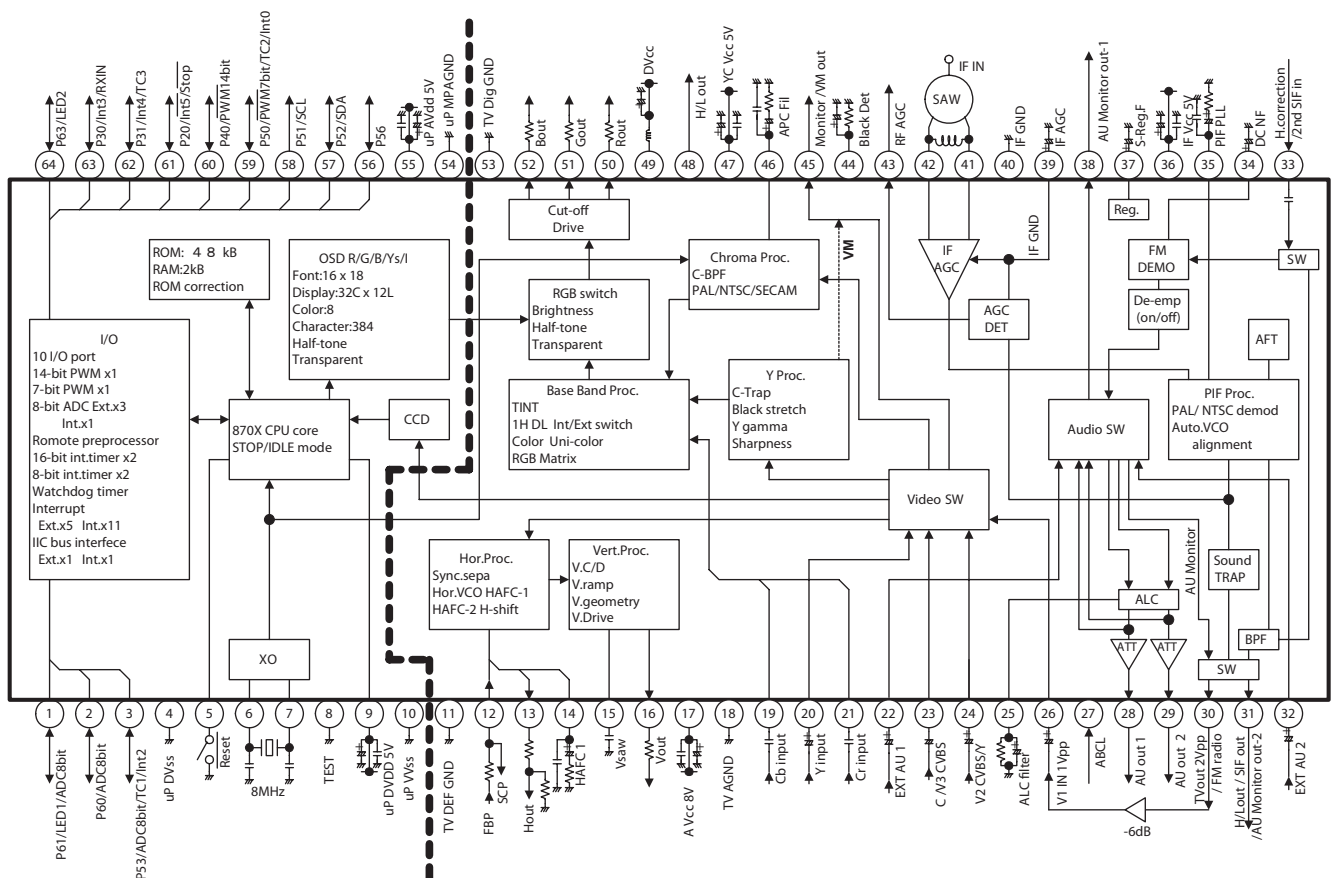 P63/LED2
P30/Int3/RXIN
P31/Int4/TC3
P20/Int5/Stop
P40/PWM14bit
P50/PWM7bit/TC2/Int0
P51/SCL
P52/SDA
P56
uP AVdd 5V
uP MPAGND
TV Dig GND
Bout
Gout
Rout
DVcc
H/L out
YC Vcc 5V
APC Fil
Monitor /VM out
Black Det
RF AGC
IF IN
SAW
IF GND
IF AGC
AU Monitor out-1
S-Reg.F
IF Vcc 5V
PIF PLL
DC NF
H.correction
/2nd SIF in
64 63 62 61 60 59 58 57 56 55 54 53 52 51 50 49 48 47 46 45 44 43 42 41 40 39 38 37 36 35 34 33
ROM: 4 8 kB
RAM:2kB
ROM correction
OSD R/G/B/Ys/I
Font:16 x 18
Display:32C x 12L
Color:8
Character:384
Half-tone
Transparent
Cut-off
Drive
RGB switch
Brightness
Half-tone
Transparent
Chroma Proc.
C-BPF
PAL/NTSC/SECAM
VM
IF
AGC
IF GND
AGC
DET
Reg.
FM
DEMO
De-emp
(on/off)
SW
AFT
I/O
10 I/O port
14-bit PWM x1
7-bit PWM x1
8-bit ADC Ext.x3
Int.x1
Romote preprocessor
16-bit int.timer x2
8-bit int.timer x2
Watchdog timer
Interrupt
Ext.x5 Int.x11
IIC bus interfece
Ext.x1 Int.x1
870X CPU core
STOP/IDLE mode
CCD
Base Band Proc.
TINT
1H DL Int/Ext switch
Color Uni-color
RGB Matrix
Y Proc.
C-Trap
Black stretch
Y gamma
Sharpness
Audio SW
PIF Proc.
PAL/ NTSC demod
Auto.VCO
alignment
Video SW
Hor.Proc.
Sync.sepa
Hor.VCO HAFC-1
HAFC-2 H-shift
Vert.Proc.
V.C/D
V.ramp
V.geometry
V.Drive
AU Monitor
Sound
TRAP
ALC
ATT
ATT
BPF
SW
XO
1 2 3 4 5 6 7 8 9 10 11 12 13 14 15 16 17 18 19 20 21 22 23 24 25 26 27 28 29 30 31 32
P61/LED1/ADC8bit
P60/ADC8bit
P53/ADC8bit/TC1/Int2
uP DVss
Reset
8MHz
TEST
uP DVDD 5V
uP VVss
TV DEF GND
FBP
SCP
Hout
HAFC 1
Vsaw
Vout
A Vcc 8V
TV AGND
Cb input
Y input
Cr input
EXT AU 1
C /V3 CVBS
V2 CVBS/Y
ALC filter
V1 IN 1Vpp
ABCL
AU out 1
AU out 2
TVout 2Vpp
/ FM radio
H/Lout / SIF out
/AU Monitor out-2
EXT AU 2
-6dB